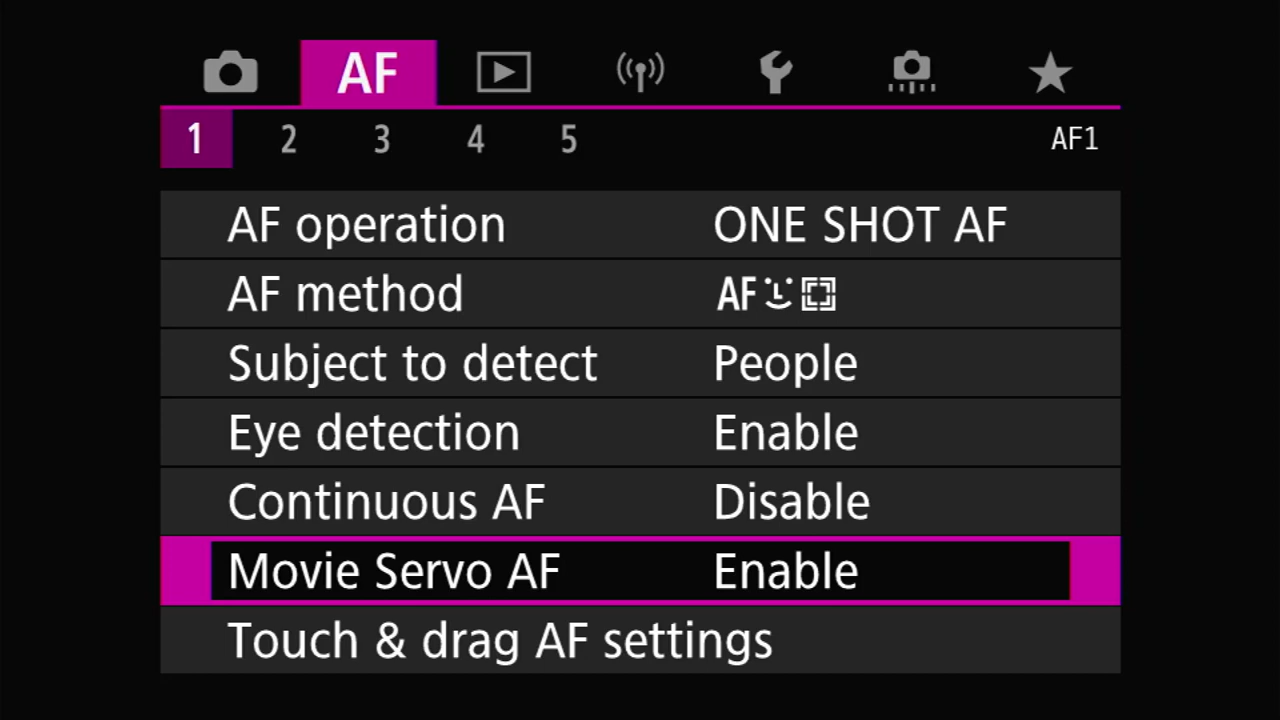 AF
1 2 3 4 5 AF1
AF operation ONE SHOT AF
AF method AF
Subject to detect People
Eye detection Enable
Continuous AF Disable
Movie Servo AF Enable
Touch & drag AF settings